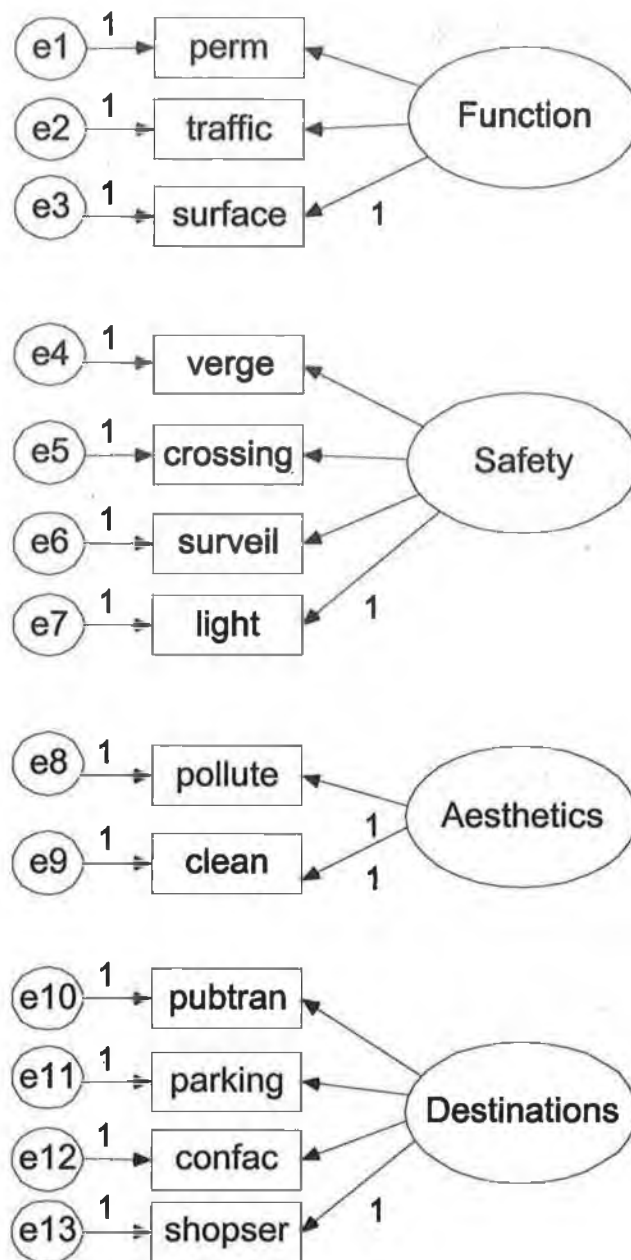 e1 1 perm
Function
e2 1 traffic
e3 1 surface 1
e4 1 verge
e5 1 crossing Safety
e6 1 surveil
e7 1 light 1
e8 1 pollute
Aesthetics
1
e9 1 clean 1
e10 1 pubtran
e11 1 parking
Destinations
e12 1 confac
e13 1 shopser 1